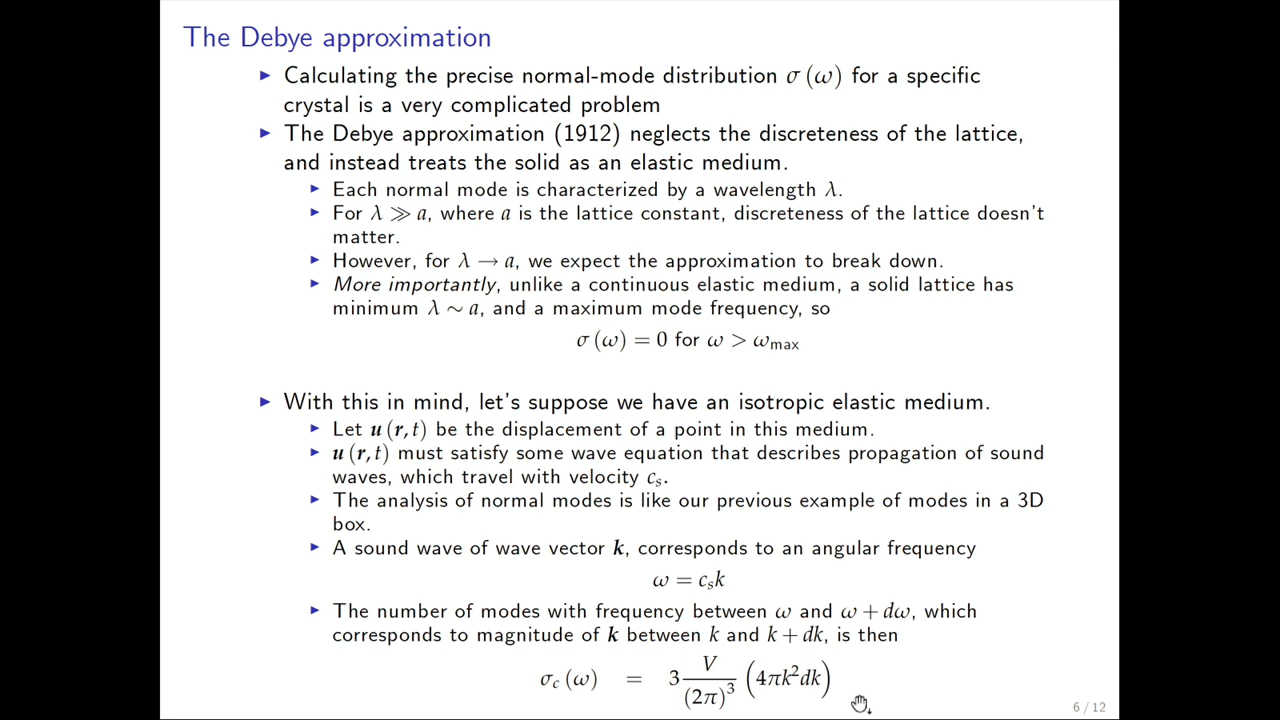 The Debye approximation
▶ Calculating the precise normal-mode distribution σ (ω) for a specific
crystal is a very complicated problem
▶ The Debye approximation (1912) neglects the discreteness of the lattice,
and instead treats the solid as an elastic medium.
▶ Each normal mode is characterized by a wavelength λ.
▶ For λ ≫ a, where a is the lattice constant, discreteness of the lattice doesn't
matter.
▶ However, for λ → a, we expect the approximation to break down.
▶ More importantly, unlike a continuous elastic medium, a solid lattice has
minimum λ ∼ a, and a maximum mode frequency, so
σ (ω) = 0 for ω > ω_max
▶ With this in mind, let's suppose we have an isotropic elastic medium.
▶ Let u (r, t) be the displacement of a point in this medium.
▶ u (r, t) must satisfy some wave equation that describes propagation of sound
waves, which travel with velocity c_s.
▶ The analysis of normal modes is like our previous example of modes in a 3D
box.
▶ A sound wave of wave vector k, corresponds to an angular frequency
ω = c_s k
▶ The number of modes with frequency between ω and ω + dω, which
corresponds to magnitude of k between k and k + dk, is then
σ_c (ω) = 3 V/(2π)³ (4πk²dk)
6 / 12